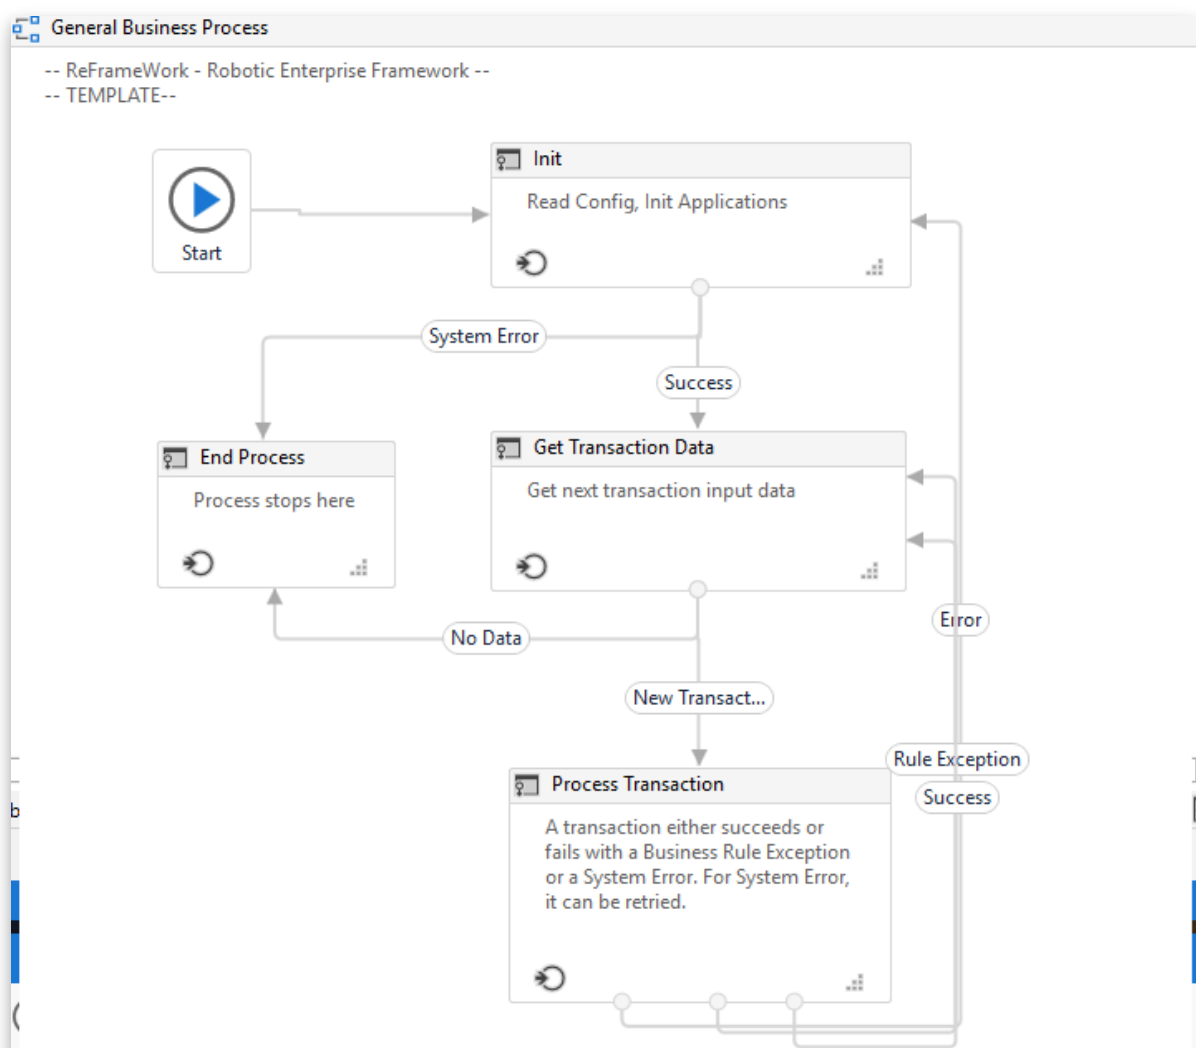 General Business Process
-- ReFrameWork - Robotic Enterprise Framework --
-- TEMPLATE--
Start
Init
Read Config, Init Applications
System Error
Success
End Process
Process stops here
Get Transaction Data
Get next transaction input data
No Data
Error
New Transact...
Rule Exception
Success
Process Transaction
A transaction either succeeds or
fails with a Business Rule Exception
or a System Error. For System Error,
it can be retried.